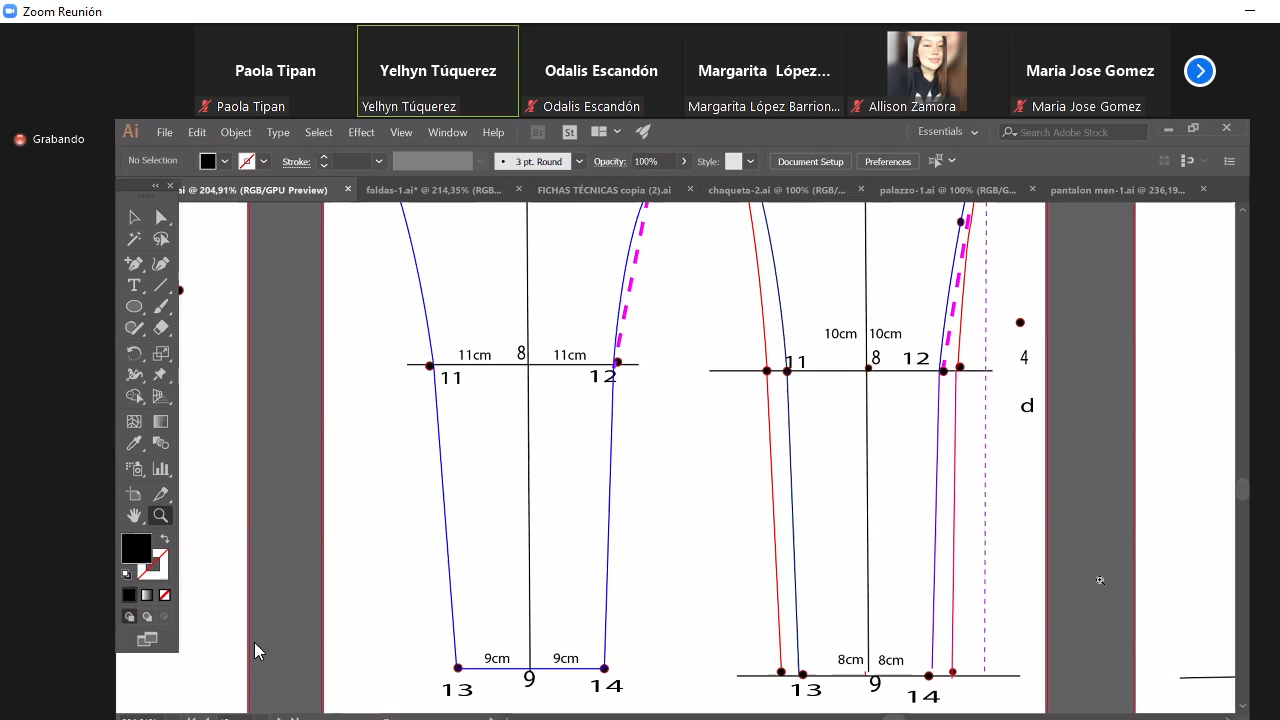 Zoom Reunión
Paola Tipan
Yelhyn Túquerez
Odalis Escandón
Margarita López...
Maria Jose Gomez
Paola Tipan
Yelhyn Túquerez
Odalis Escandón
Margarita López Barrion...
Allison Zamora
Maria Jose Gomez
Grabando
Ai File Edit Object Type Select Effect View Window Help Br St Essentials Search Adobe Stock
No Selection Stroke: 3 pt. Round Opacity: 100% Style: Document Setup Preferences
.ai @ 204,91% (RGB/GPU Preview) faldas-1.ai* @ 214,35% (RGB... FICHAS TÉCNICAS copia (2).ai chaqueta-2.ai @ 100% (RGB/... palazzo-1.ai @ 100% (RGB/G... pantalon men-1.ai @ 236,19...
11cm 8 11cm
11 12
9cm 9cm
13 9 14
10cm 10cm
11 8 12
8cm 8cm
13 9 14
4
d